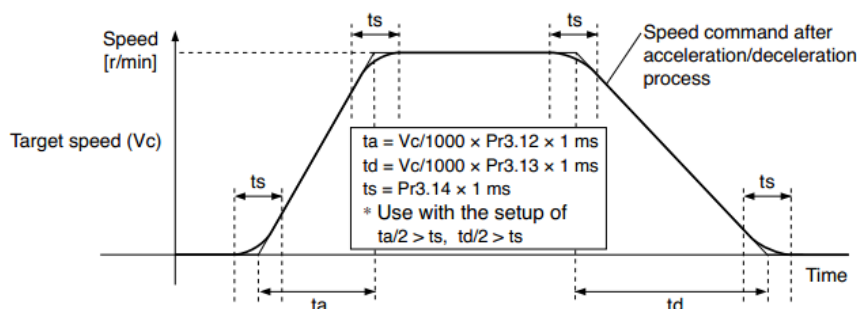 ts
ts
Speed
[r/min]
Speed command after
acceleration/deceleration
process
Target speed (Vc)
ta = Vc/1000 × Pr3.12 × 1 ms
td = Vc/1000 × Pr3.13 × 1 ms
ts = Pr3.14 × 1 ms
* Use with the setup of
ta/2 > ts, td/2 > ts
ts
ts
Time
ta
td